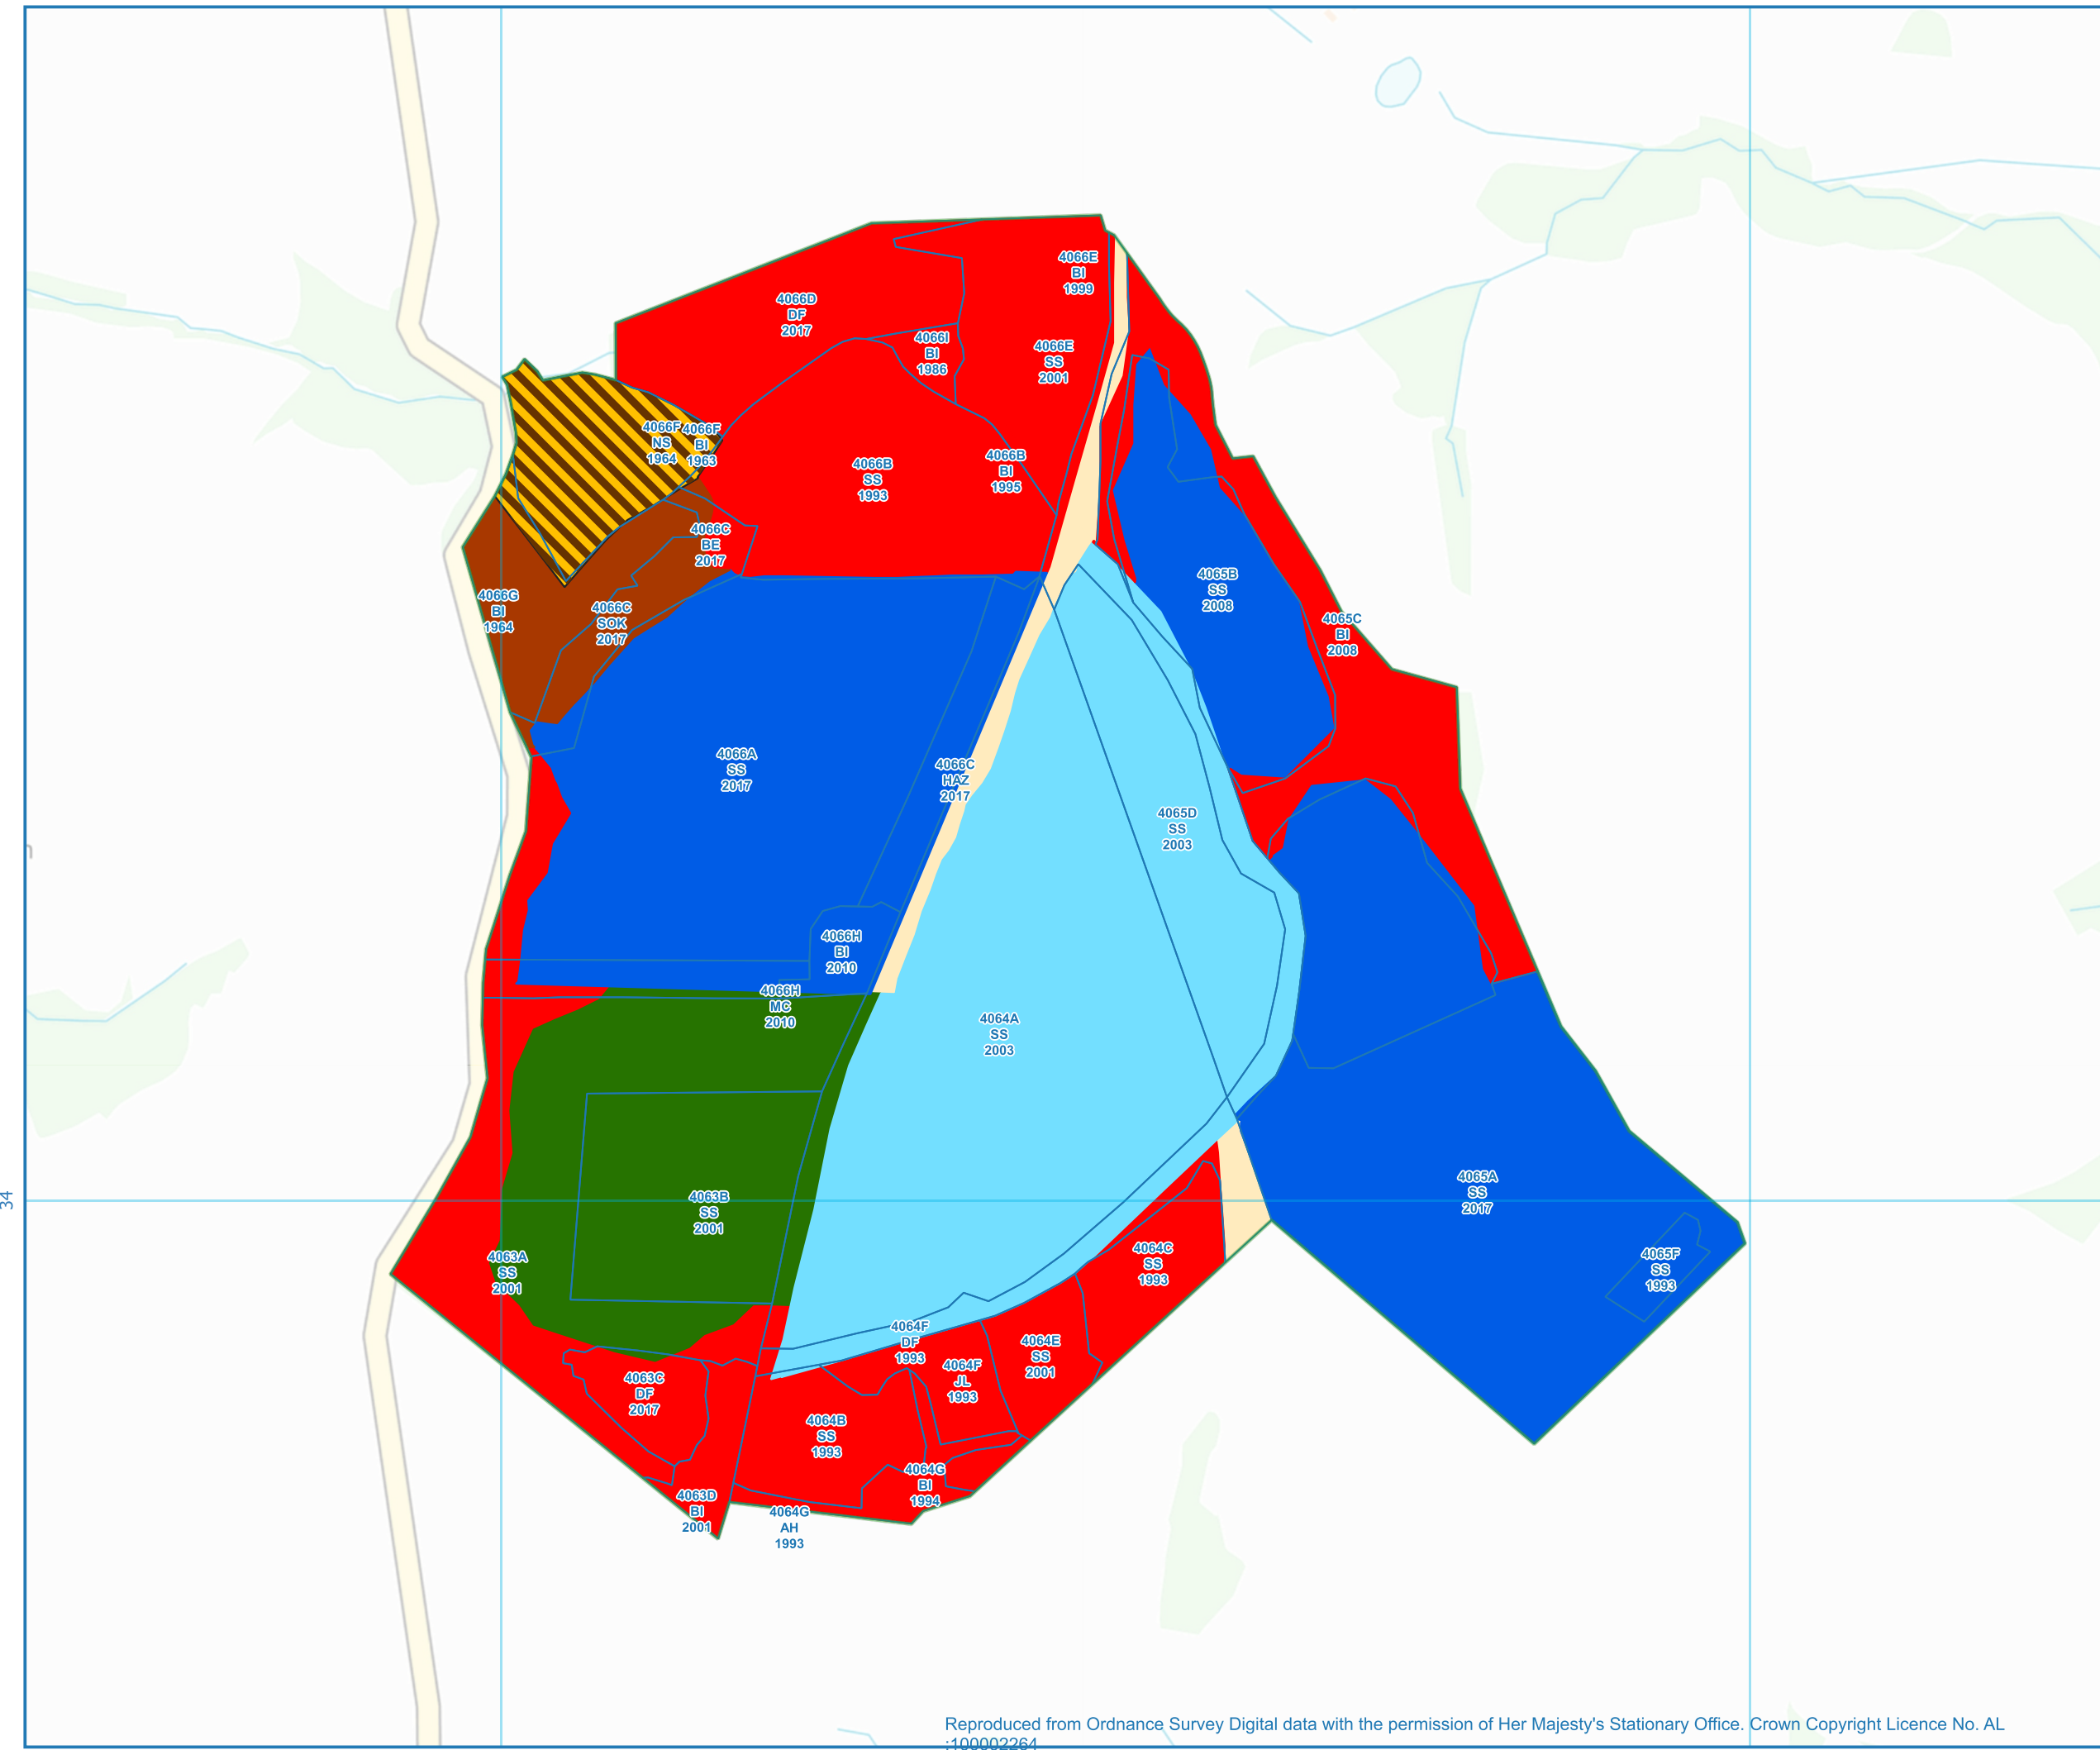 4066E
BI
1999
4066D
DF
2017
4066I
BI
1986
4066E
SS
2001
4066F
NS
1964
4066F
BI
1963
4066B
SS
1993
4066B
BI
1995
4066C
BE
2017
4065B
SS
2008
4066G
BI
1964
4066C
SOK
2017
4065C
BI
2008
4066A
SS
2017
4066C
HAZ
2017
4065D
SS
2003
4066H
BI
2010
4066H
MC
2010
4064A
SS
2003
4063B
SS
2001
4065A
SS
2017
34
4063A
SS
2001
4064C
SS
1993
4065F
SS
1993
4064F
DF
1993
4064E
SS
2001
4064F
JL
1993
4063C
DF
2017
4064B
SS
1993
4064G
BI
1994
4063D
BI
2001
4064G
AH
1993
Reproduced from Ordnance Survey Digital data with the permission of Her Majesty's Stationary Office. Crown Copyright Licence No. AL
:100002264